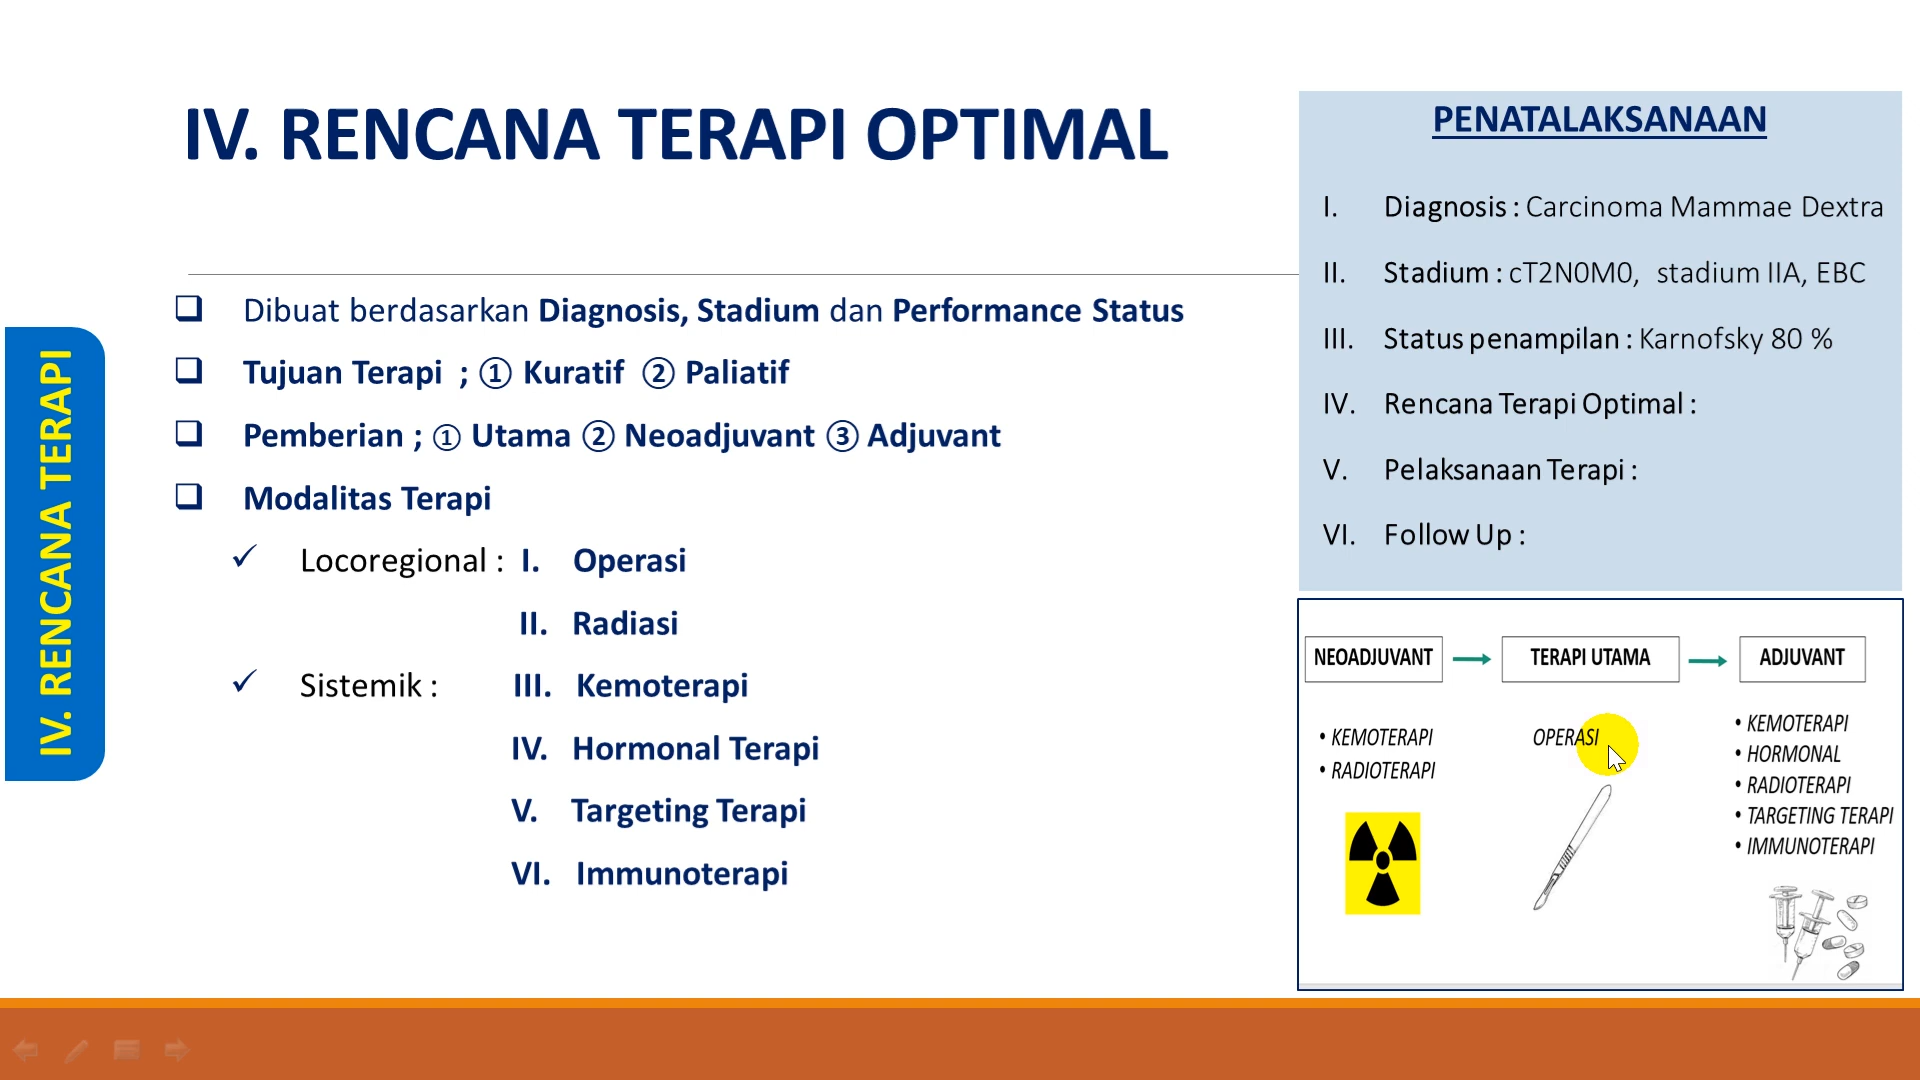 IV. RENCANA TERAPI OPTIMAL
IV. RENCANA TERAPI
Dibuat berdasarkan Diagnosis, Stadium dan Performance Status
Tujuan Terapi ; ① Kuratif ② Paliatif
Pemberian ; ① Utama ② Neoadjuvant ③ Adjuvant
Modalitas Terapi
Locoregional : I. Operasi
II. Radiasi
Sistemik : III. Kemoterapi
IV. Hormonal Terapi
V. Targeting Terapi
VI. Immunoterapi
PENATALAKSANAAN
I. Diagnosis : Carcinoma Mammae Dextra
II. Stadium : cT2N0M0, stadium IIA, EBC
III. Status penampilan : Karnofsky 80 %
IV. Rencana Terapi Optimal :
V. Pelaksanaan Terapi :
VI. Follow Up :
NEOADJUVANT
• KEMOTERAPI
• RADIOTERAPI
TERAPI UTAMA
OPERASI
ADJUVANT
• KEMOTERAPI
• HORMONAL
• RADIOTERAPI
• TARGETING TERAPI
• IMMUNOTERAPI